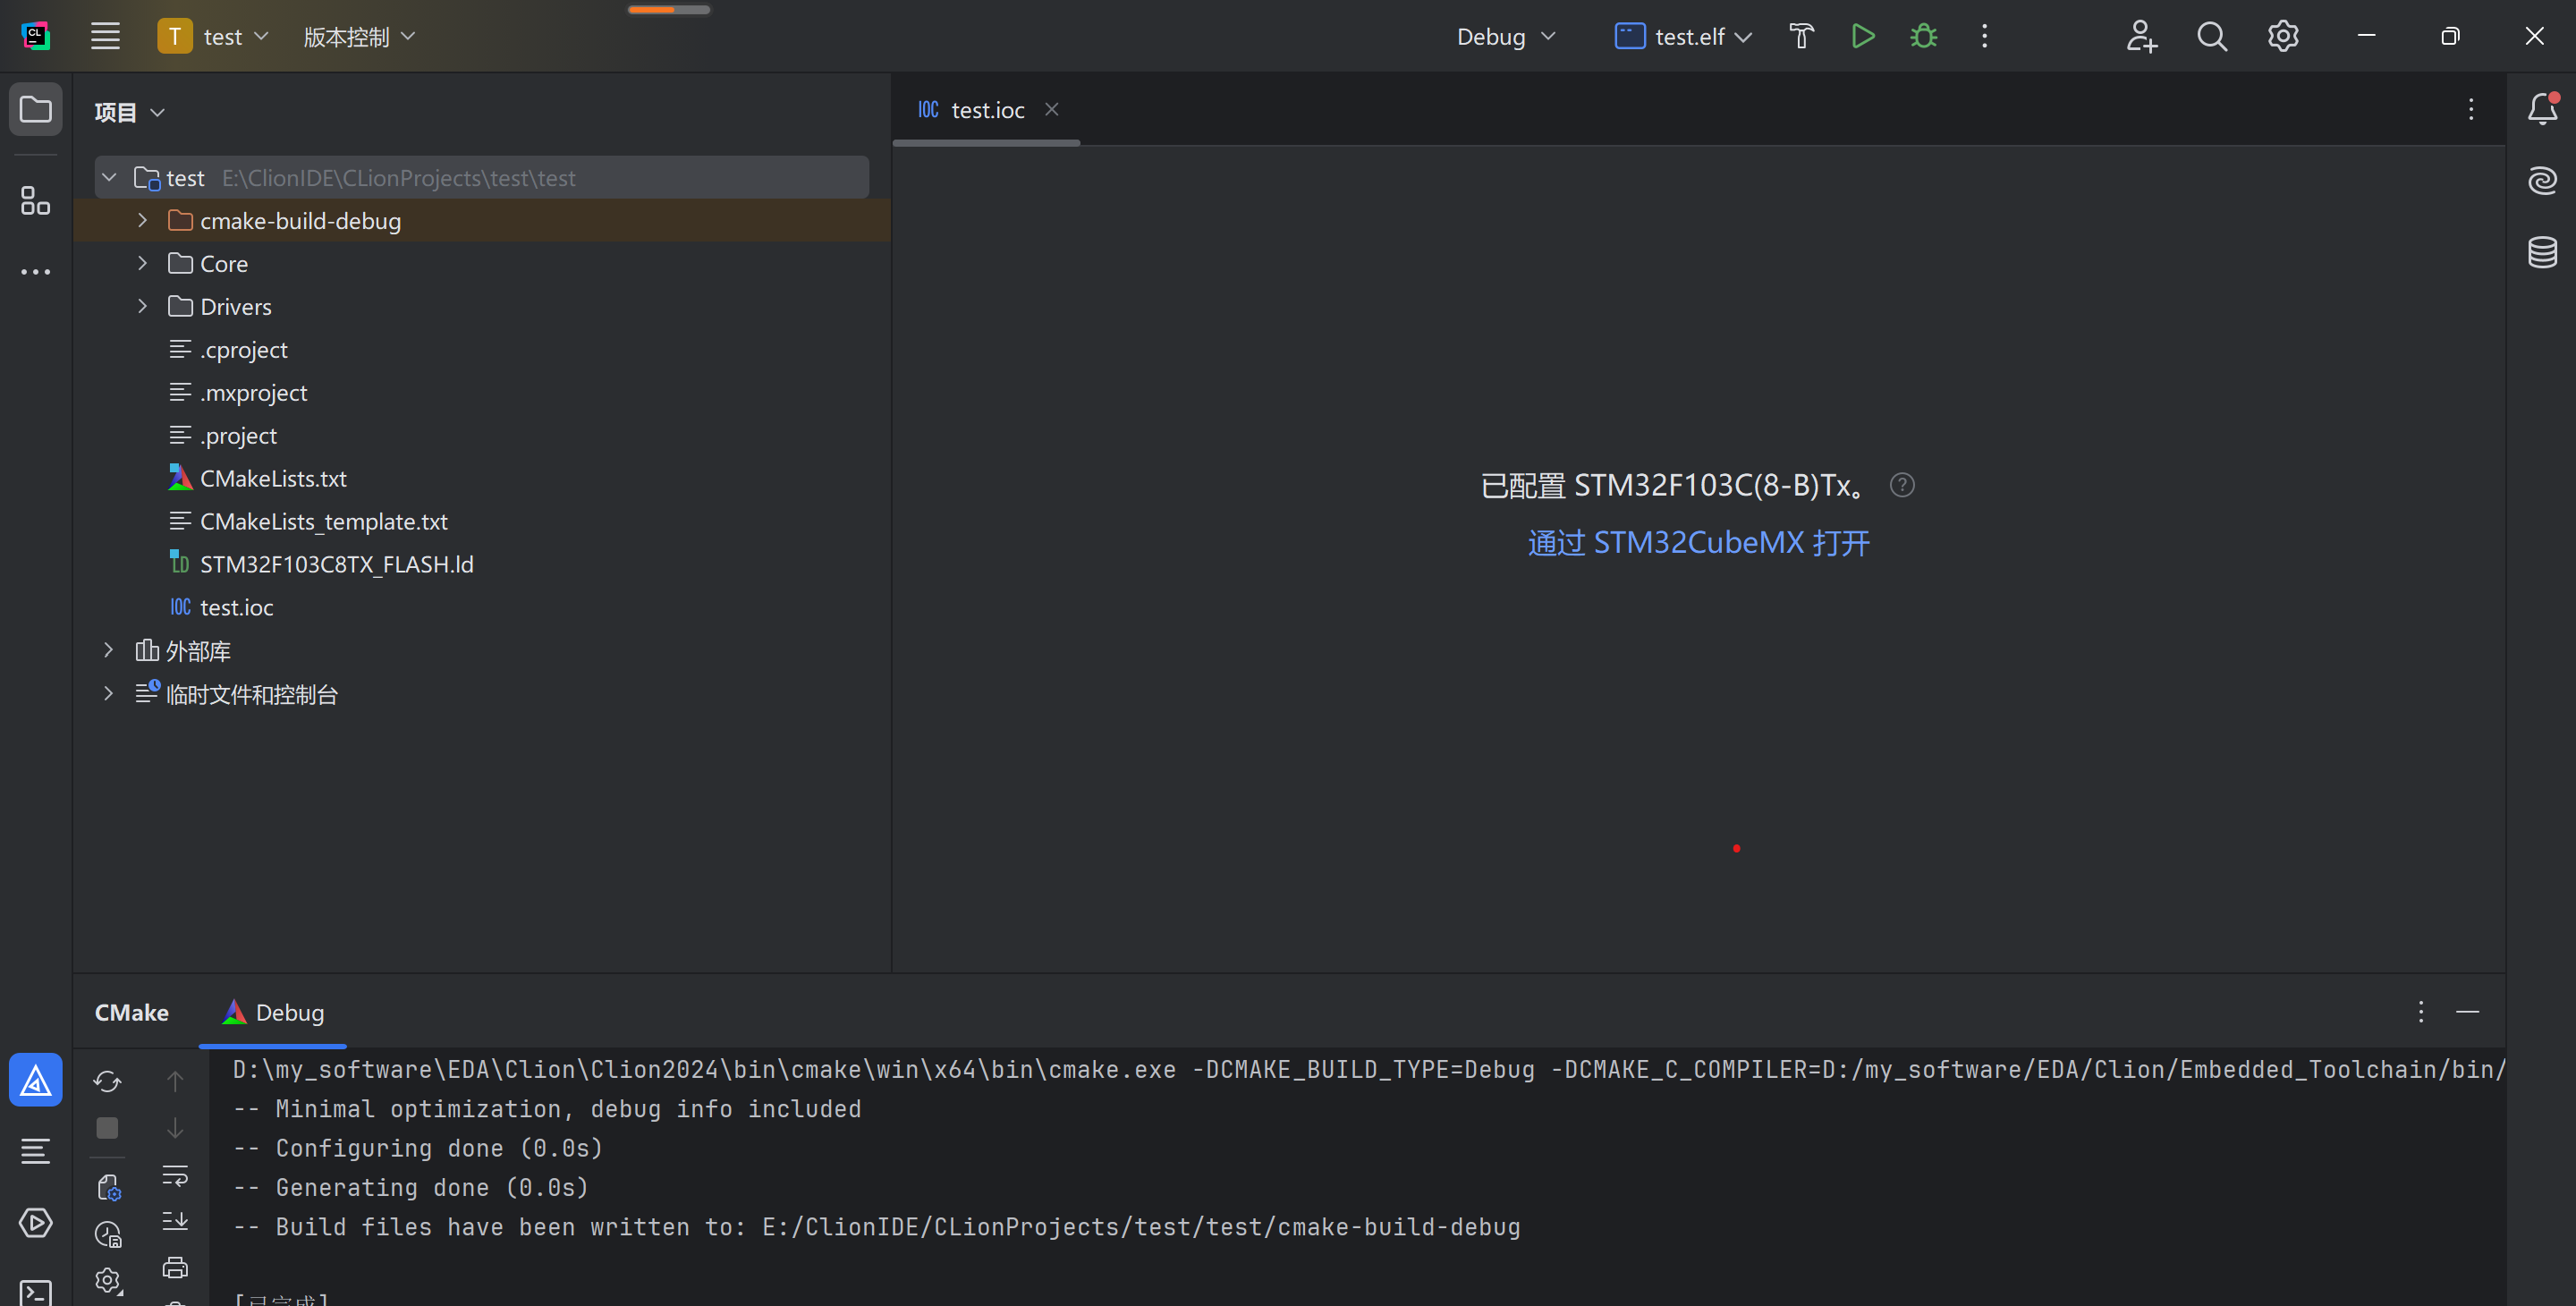 CL
T test 版本控制 Debug test.elf
项目
test.ioc
test E:\ClionIDE\CLionProjects\test\test
cmake-build-debug
Core
Drivers
.cproject
.mxproject
.project
CMakeLists.txt
CMakeLists_template.txt
STM32F103C8TX_FLASH.ld
test.ioc
外部库
临时文件和控制台
已配置 STM32F103C(8-B)Tx。
通过 STM32CubeMX 打开
CMake Debug
D:\my_software\EDA\Clion\Clion2024\bin\cmake\win\x64\bin\cmake.exe -DCMAKE_BUILD_TYPE=Debug -DCMAKE_C_COMPILER=D:/my_software/EDA/Clion/Embedded_Toolchain/bin/
-- Minimal optimization, debug info included
-- Configuring done (0.0s)
-- Generating done (0.0s)
-- Build files have been written to: E:/ClionIDE/CLionProjects/test/test/cmake-build-debug
[已完成]